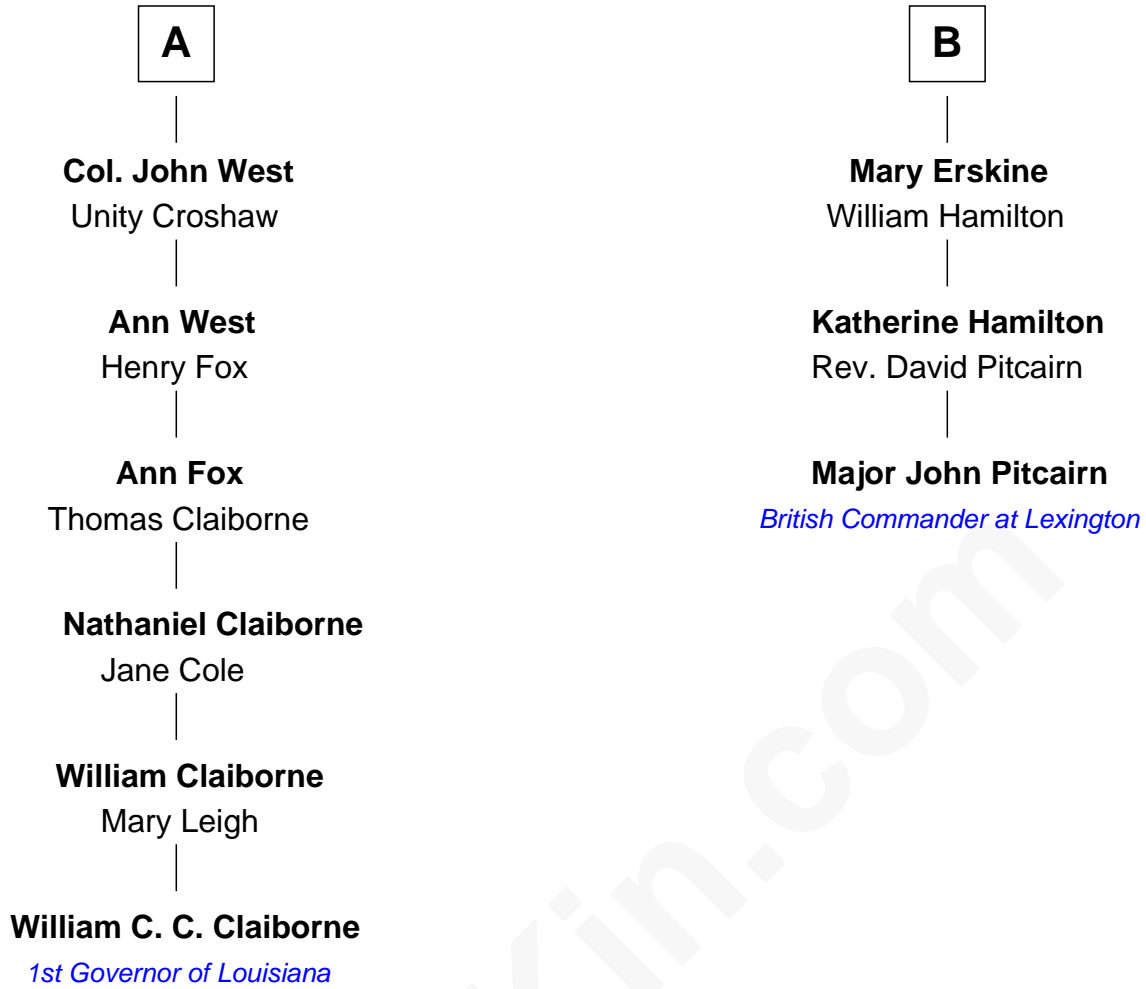 A
Col. John West
Unity Croshaw
Ann West
Henry Fox
Ann Fox
Thomas Claiborne
Nathaniel Claiborne
Jane Cole
William Claiborne
Mary Leigh
William C. C. Claiborne
1st Governor of Louisiana
B
Mary Erskine
William Hamilton
Katherine Hamilton
Rev. David Pitcairn
Major John Pitcairn
British Commander at Lexington
Kin.com